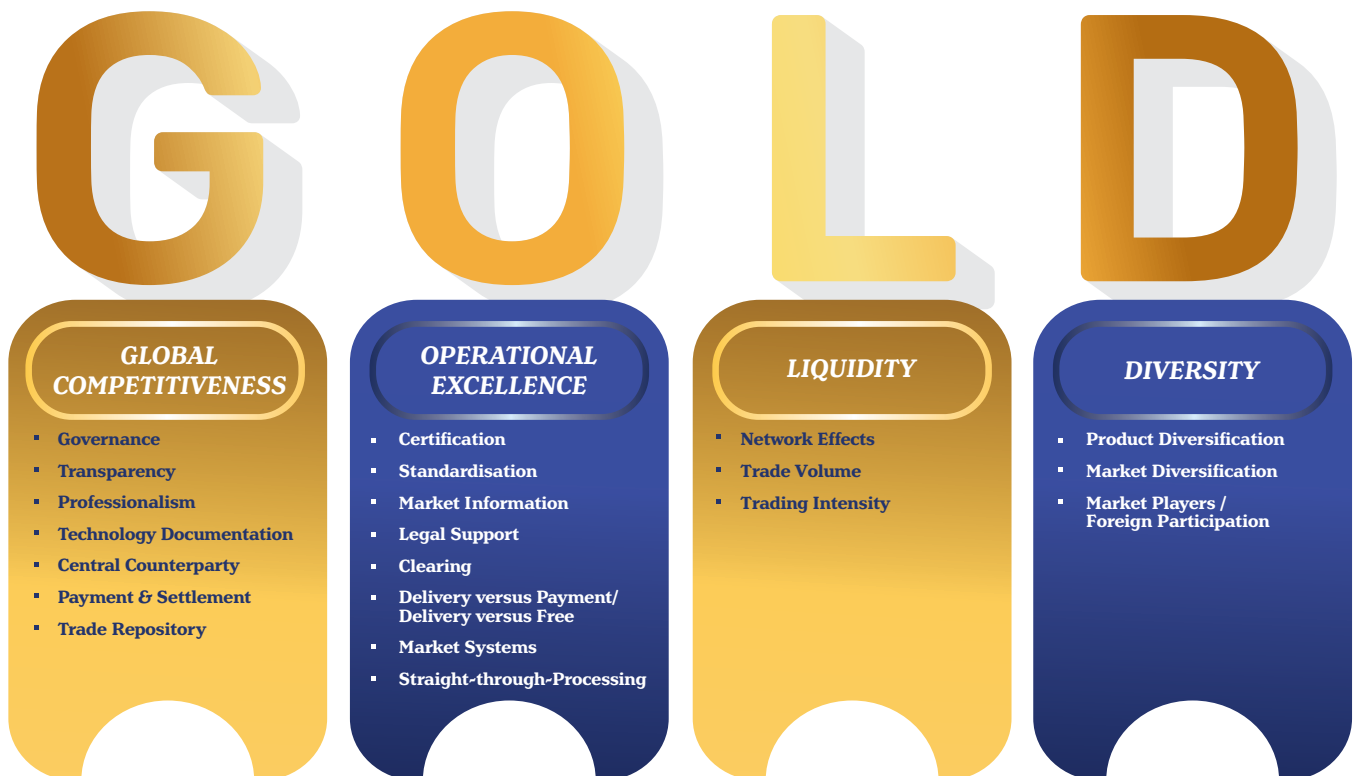 G O L D
GLOBAL
COMPETITIVENESS
Governance
Transparency
Professionalism
Technology Documentation
Central Counterparty
Payment & Settlement
Trade Repository
OPERATIONAL
EXCELLENCE
Certification
Standardisation
Market Information
Legal Support
Clearing
Delivery versus Payment/
Delivery versus Free
Market Systems
Straight-through-Processing
LIQUIDITY
Network Effects
Trade Volume
Trading Intensity
DIVERSITY
Product Diversification
Market Diversification
Market Players /
Foreign Participation